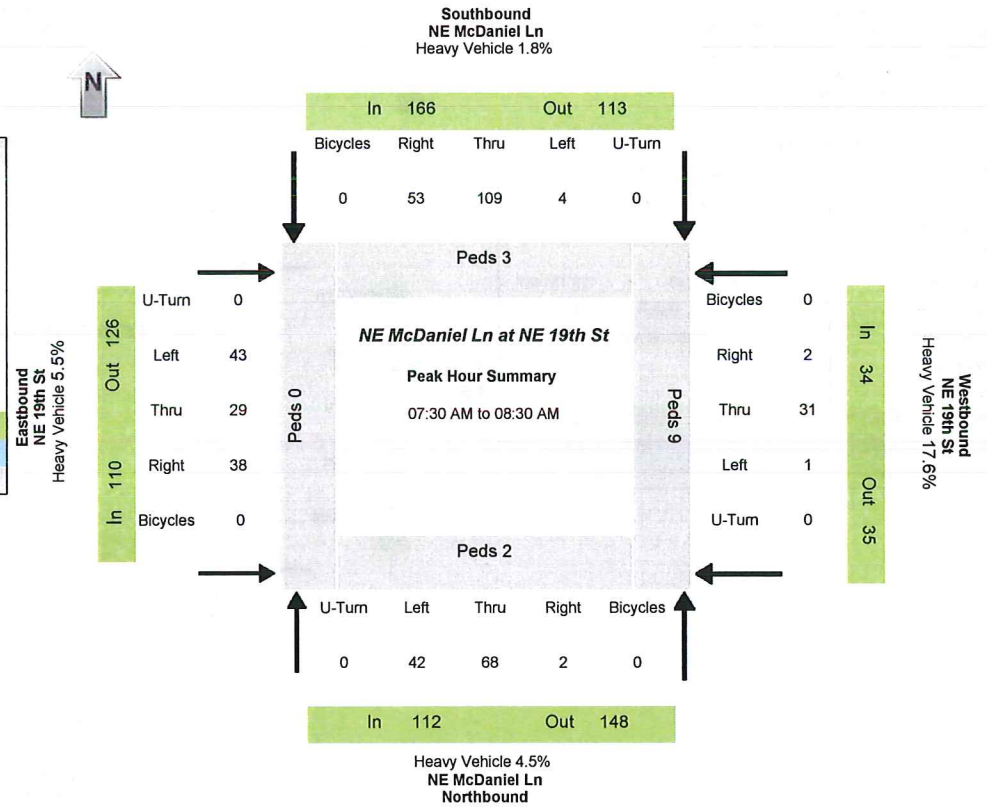 Southbound
NE McDaniel Ln
Heavy Vehicle 1.8%
N
In 166 Out 113
Bicycles Right Thru Left U-Turn
0 53 109 4 0
Peds 3
U-Turn 0
Left 43
Thru 29
Right 38
Bicycles 0
Out 126
In 110
Eastbound
NE 19th St
Heavy Vehicle 5.5%
Peds 0
NE McDaniel Ln at NE 19th St
Peak Hour Summary
07:30 AM to 08:30 AM
Peds 9
Bicycles 0
Right 2
Thru 31
Left 1
U-Turn 0
In 34
Out 35
Westbound
NE 19th St
Heavy Vehicle 17.6%
Peds 2
U-Turn Left Thru Right Bicycles
0 42 68 2 0
In 112 Out 148
Heavy Vehicle 4.5%
NE McDaniel Ln
Northbound